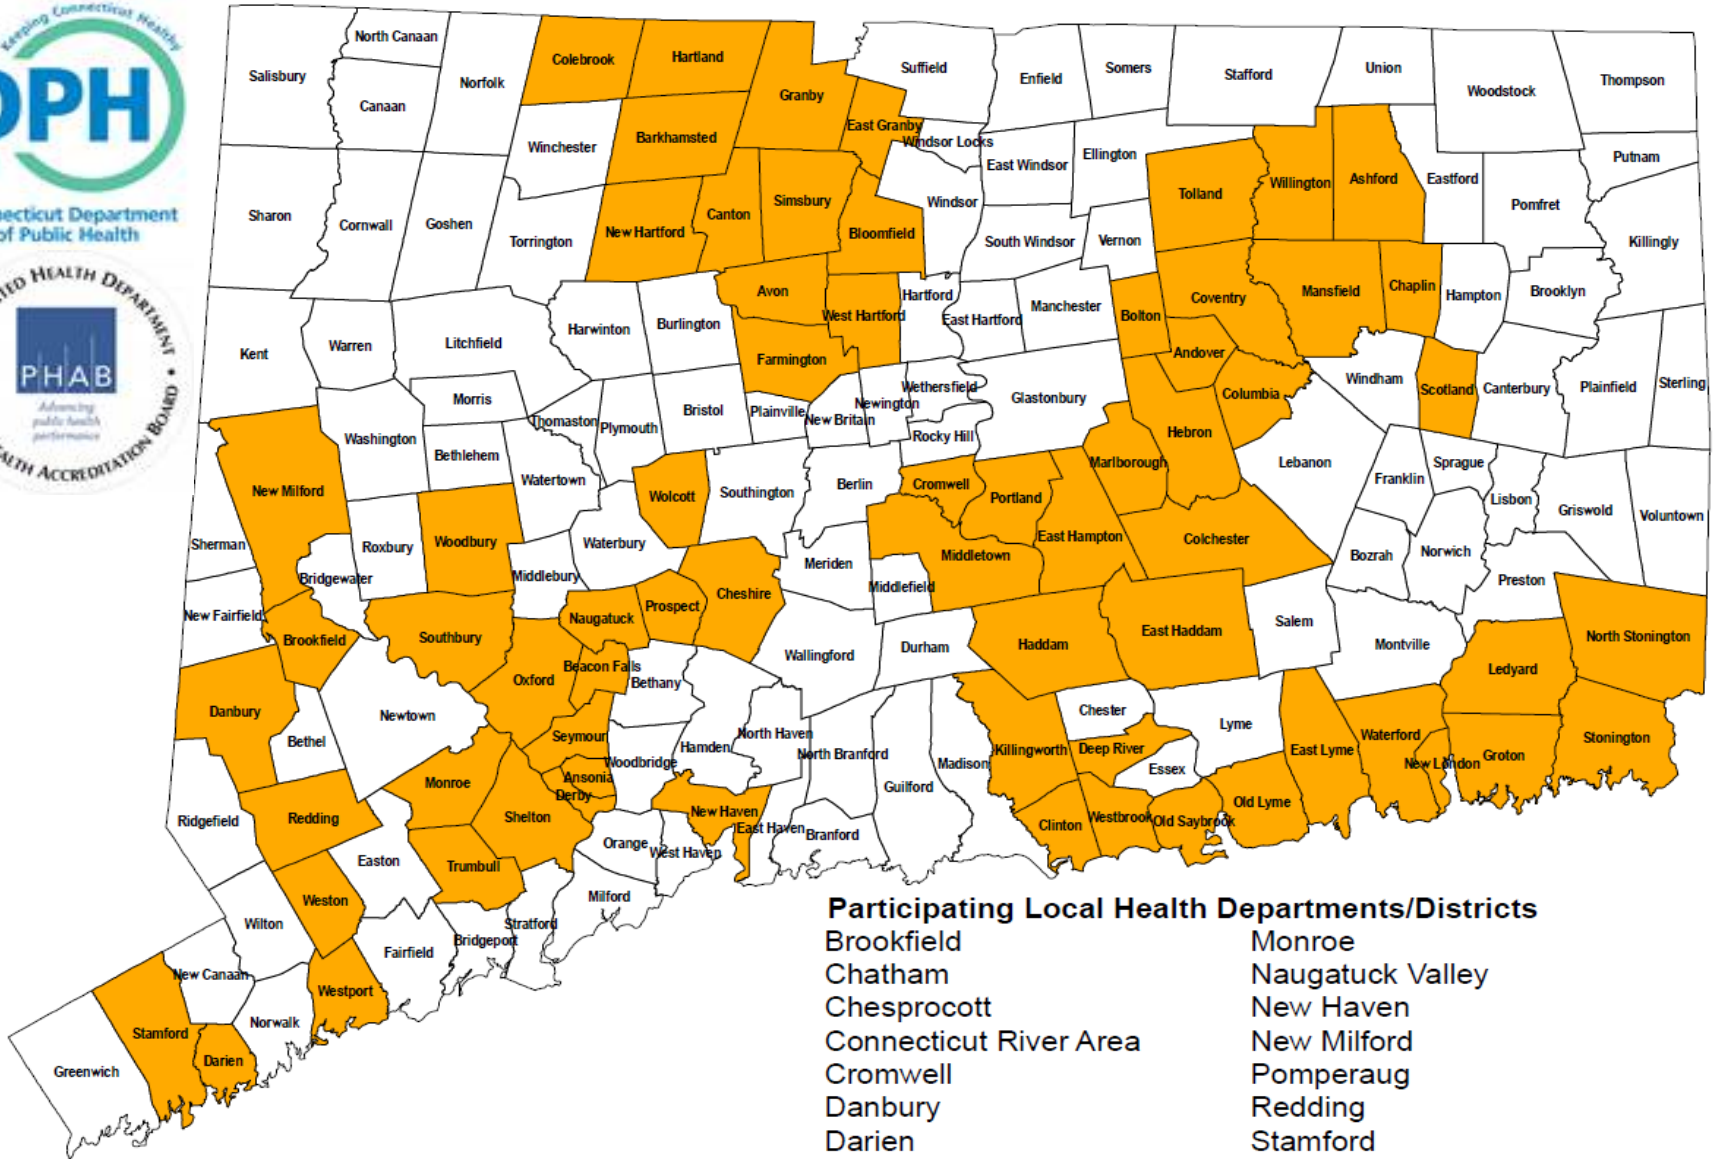 Keeping Connecticut Healthy
DPH
necticut Department
of Public Health
TED HEALTH DEPARTMENT •
PHAB
Advancing
public health
performance
ALTH ACCREDITATION BOARD
North Canaan
Salisbury
Canaan
Norfolk
Colebrook
Hartland
Granby
Suffield
Enfield
Somers
Stafford
Union
Woodstock
Thompson
Winchester
Barkhamsted
East Granby
Windsor Locks
East Windsor
Ellington
Tolland
Willington
Ashford
Eastford
Pomfret
Putnam
Sharon
Cornwall
Goshen
Torrington
New Hartford
Canton
Simsbury
Bloomfield
Windsor
South Windsor
Vernon
Killingly
Kent
Warren
Litchfield
Harwinton
Burlington
Avon
West Hartford
Hartford
East Hartford
Manchester
Bolton
Coventry
Mansfield
Chaplin
Hampton
Brooklyn
Farmington
Andover
Columbia
Windham
Scotland
Canterbury
Plainfield
Sterling
Morris
Washington
Bethlehem
Thomaston
Plymouth
Bristol
Plainville
New Britain
Newington
Wethersfield
Rocky Hill
Glastonbury
Hebron
Marlborough
Lebanon
Franklin
Sprague
Lisbon
Griswold
Voluntown
New Milford
Watertown
Wolcott
Southington
Berlin
Cromwell
Portland
East Hampton
Colchester
Bozrah
Norwich
Preston
Sherman
Bridgewater
Roxbury
Woodbury
Middlebury
Waterbury
Cheshire
Meriden
Middlefield
Middletown
New Fairfield
Brookfield
Southbury
Naugatuck
Prospect
Wallingford
Durham
Haddam
East Haddam
Salem
Montville
Ledyard
North Stonington
Danbury
Bethel
Newtown
Oxford
Beacon Falls
Bethany
Seymour
Woodbridge
Hamden
North Haven
North Branford
Guilford
Madison
Killingworth
Chester
Deep River
Essex
Lyme
East Lyme
Waterford
New London
Groton
Stonington
Ridgefield
Redding
Monroe
Shelton
Ansonia
Derby
New Haven
East Haven
Branford
Clinton
Westbrook
Old Saybrook
Old Lyme
Easton
Trumbull
Orange
West Haven
Milford
Weston
Wilton
Fairfield
Bridgeport
Stratford
New Canaan
Westport
Norwalk
Stamford
Darien
Greenwich
Participating Local Health Departments/Districts
Brookfield
Chatham
Chesprocott
Connecticut River Area
Cromwell
Danbury
Darien
Monroe
Naugatuck Valley
New Haven
New Milford
Pomperaug
Redding
Stamford